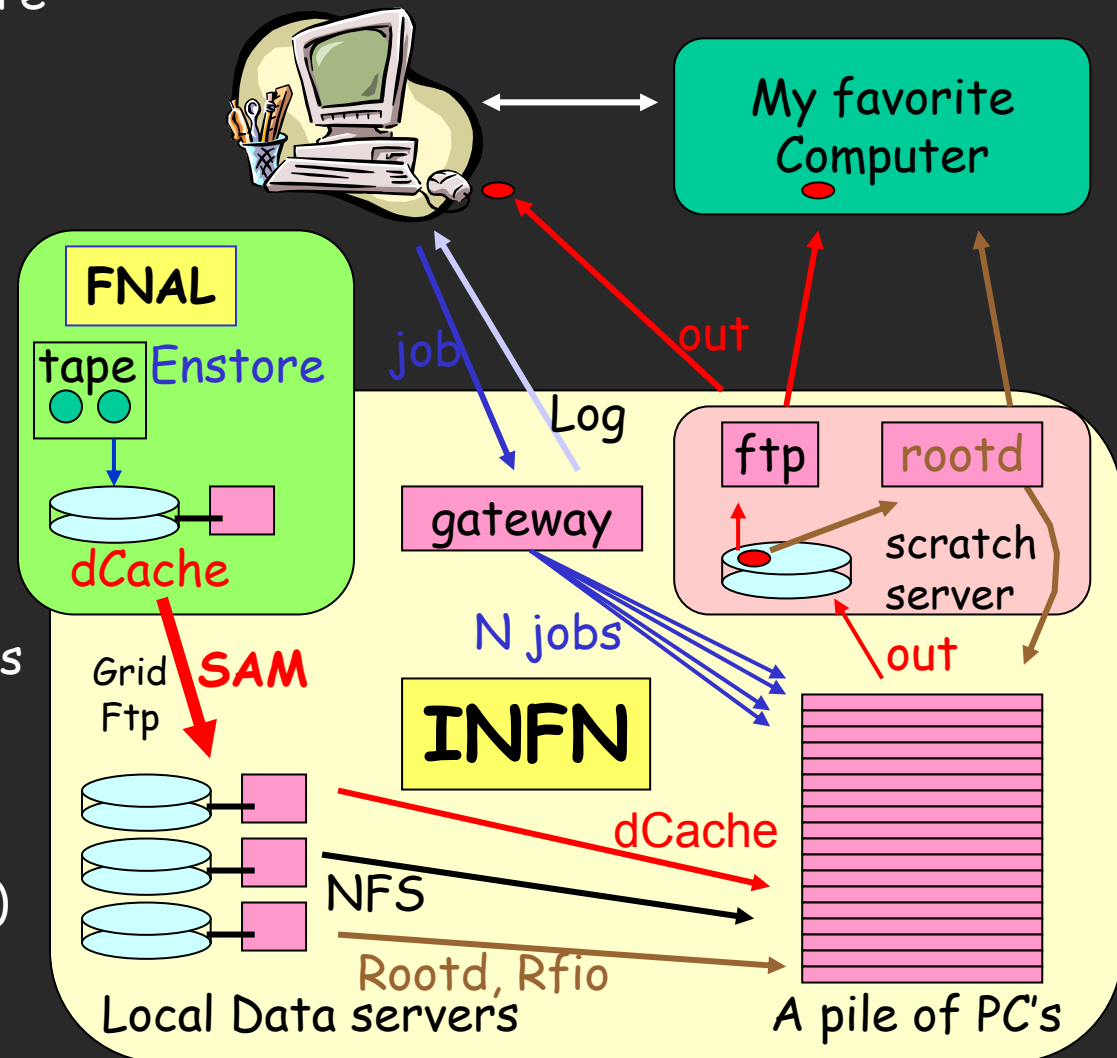 re
My favorite
Computer
FNAL
tape
Enstore
job
out
Log
ftp
rootd
gateway
scratch
server
dCache
N jobs
out
s
Grid
Ftp
SAM
INFN
dCache
)
NFS
Rootd, Rfio
Local Data servers
A pile of PC's